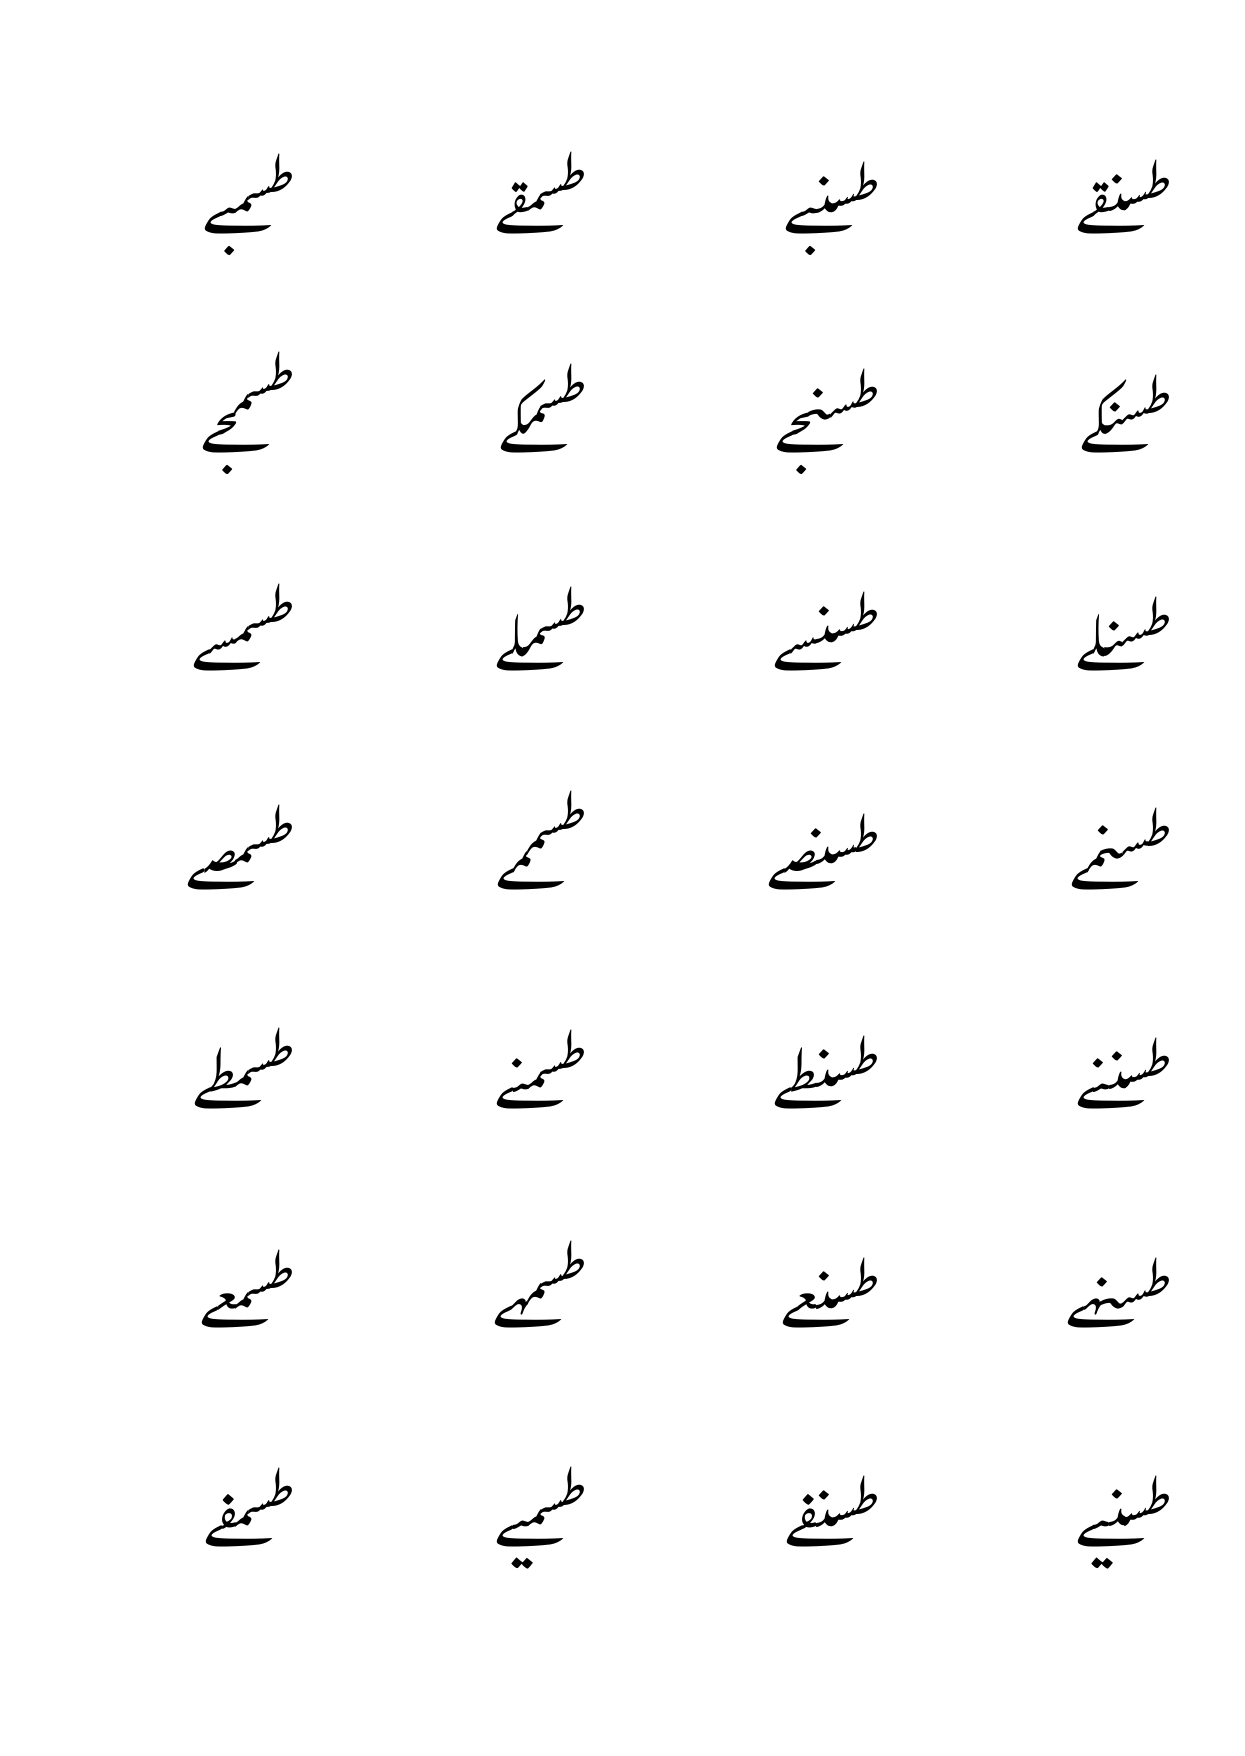 طسنقے طسنبے طسمقے طسمبے
طسنکے طسنجے طسمکے طسمجے
طسنلے طسنسے طسملے طسمسے
طسنمے طسنصے طسممے طسمصے
طسننے طسنطے طسمنے طسمطے
طسنہے طسنعے طسمہے طسمعے
طسنیے طسنفے طسمیے طسمفے